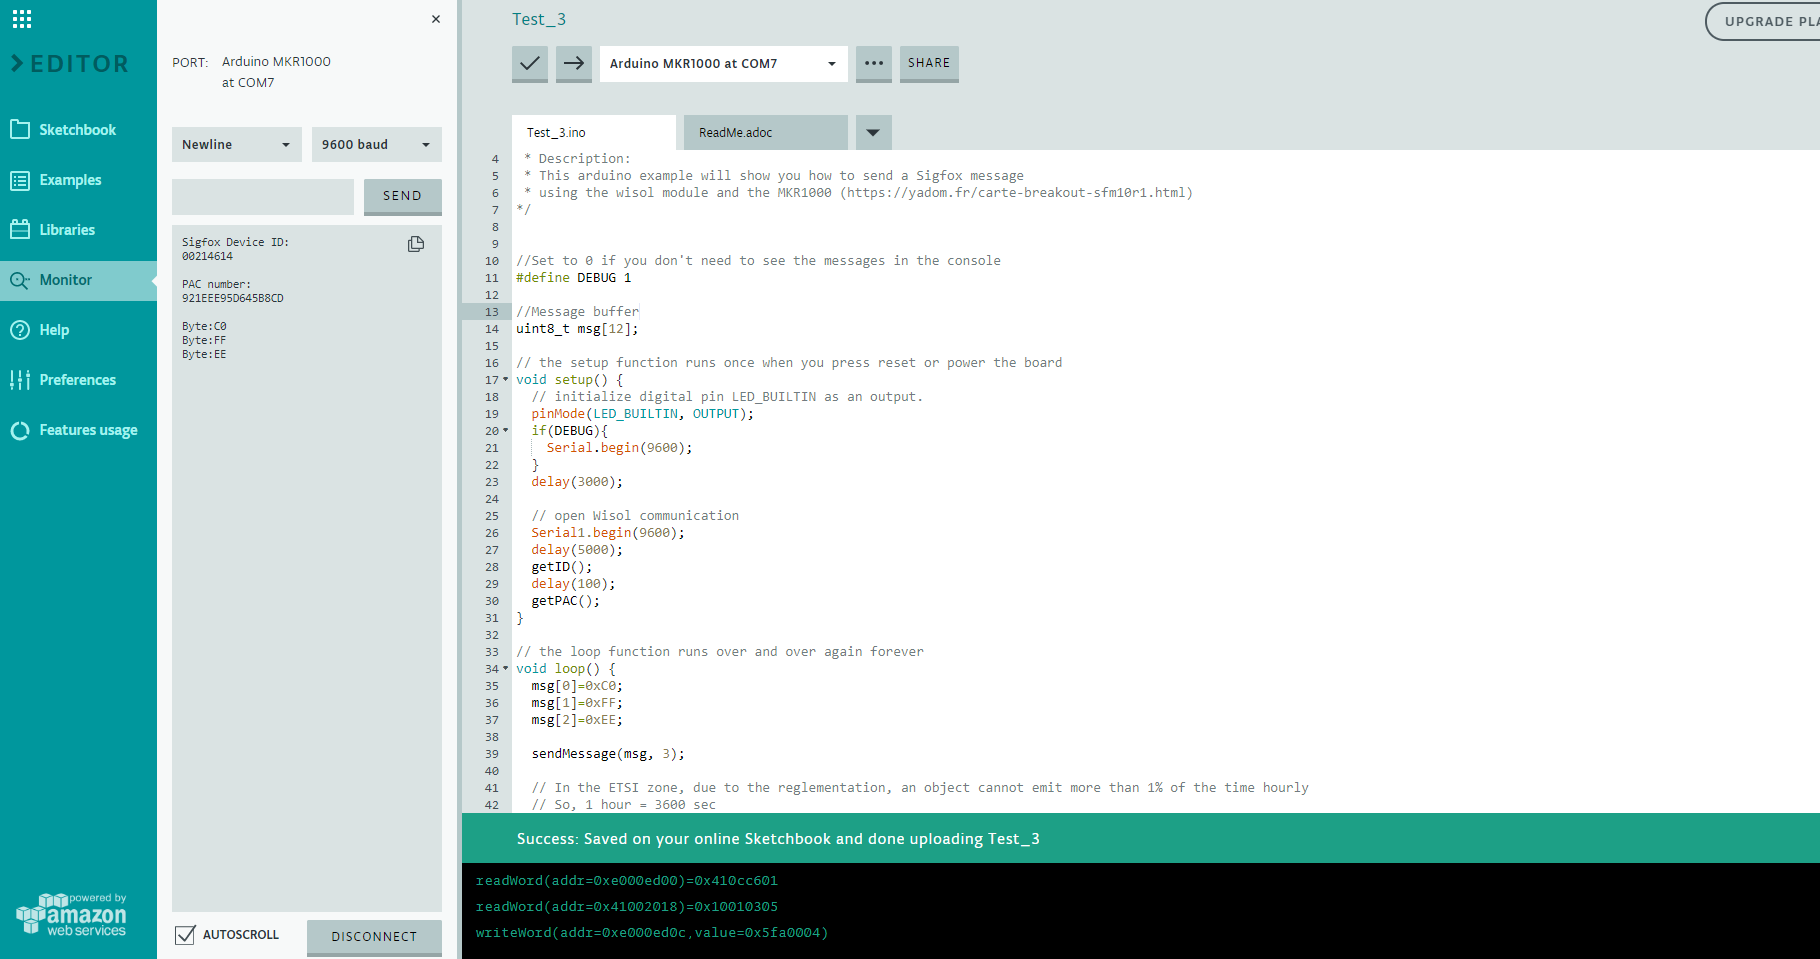 EDITOR
Sketchbook
Examples
Libraries
Monitor
Help
Preferences
Features usage
powered by
amazon
web services
×
PORT: Arduino MKR1000
at COM7
Newline
9600 baud
SEND
Sigfox Device ID:
00214614
PAC number:
921EEE95D645B8CD
Byte:C0
Byte:FF
Byte:EE
AUTOSCROLL
DISCONNECT
Test_3
UPGRADE PLA
Arduino MKR1000 at COM7
SHARE
Test_3.ino
ReadMe.adoc
4 * Description:
5 * This arduino example will show you how to send a Sigfox message
6 * using the wisol module and the MKR1000 (https://yadom.fr/carte-breakout-sfm10r1.html)
7 */
8
9
10 //Set to 0 if you don't need to see the messages in the console
11 #define DEBUG 1
12
13 //Message buffer
14 uint8_t msg[12];
15
16 // the setup function runs once when you press reset or power the board
17 void setup() {
18 // initialize digital pin LED_BUILTIN as an output.
19 pinMode(LED_BUILTIN, OUTPUT);
20 if(DEBUG){
21 Serial.begin(9600);
22 }
23 delay(3000);
24
25 // open Wisol communication
26 Serial1.begin(9600);
27 delay(5000);
28 getID();
29 delay(100);
30 getPAC();
31 }
32
33 // the loop function runs over and over again forever
34 void loop() {
35 msg[0]=0xC0;
36 msg[1]=0xFF;
37 msg[2]=0xEE;
38
39 sendMessage(msg, 3);
40
41 // In the ETSI zone, due to the reglementation, an object cannot emit more than 1% of the time hourly
42 // So, 1 hour = 3600 sec
Success: Saved on your online Sketchbook and done uploading Test_3
readWord(addr=0xe000ed00)=0x410cc601
readWord(addr=0x41002018)=0x10010305
writeWord(addr=0xe000ed0c,value=0x5fa0004)